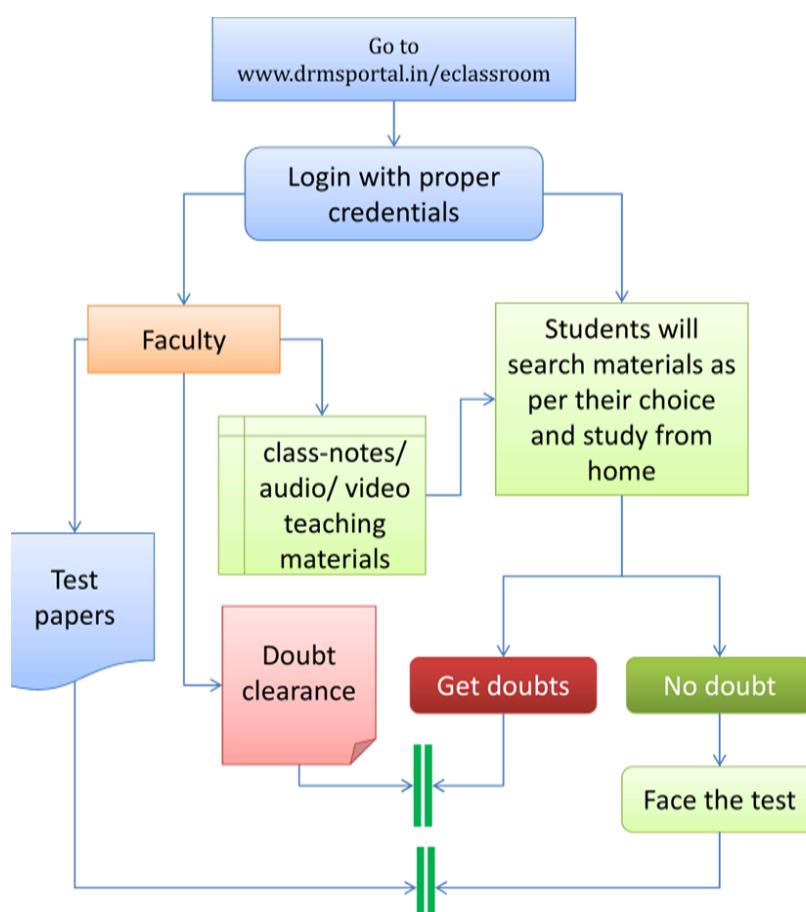 Go to
www.drmsportal.in/eclassroom
Login with proper
credentials
Faculty
Students will
search materials as
per their choice
and study from
home
class-notes/
audio/ video
teaching
materials
Test
papers
Doubt
clearance
Get doubts
No doubt
Face the test